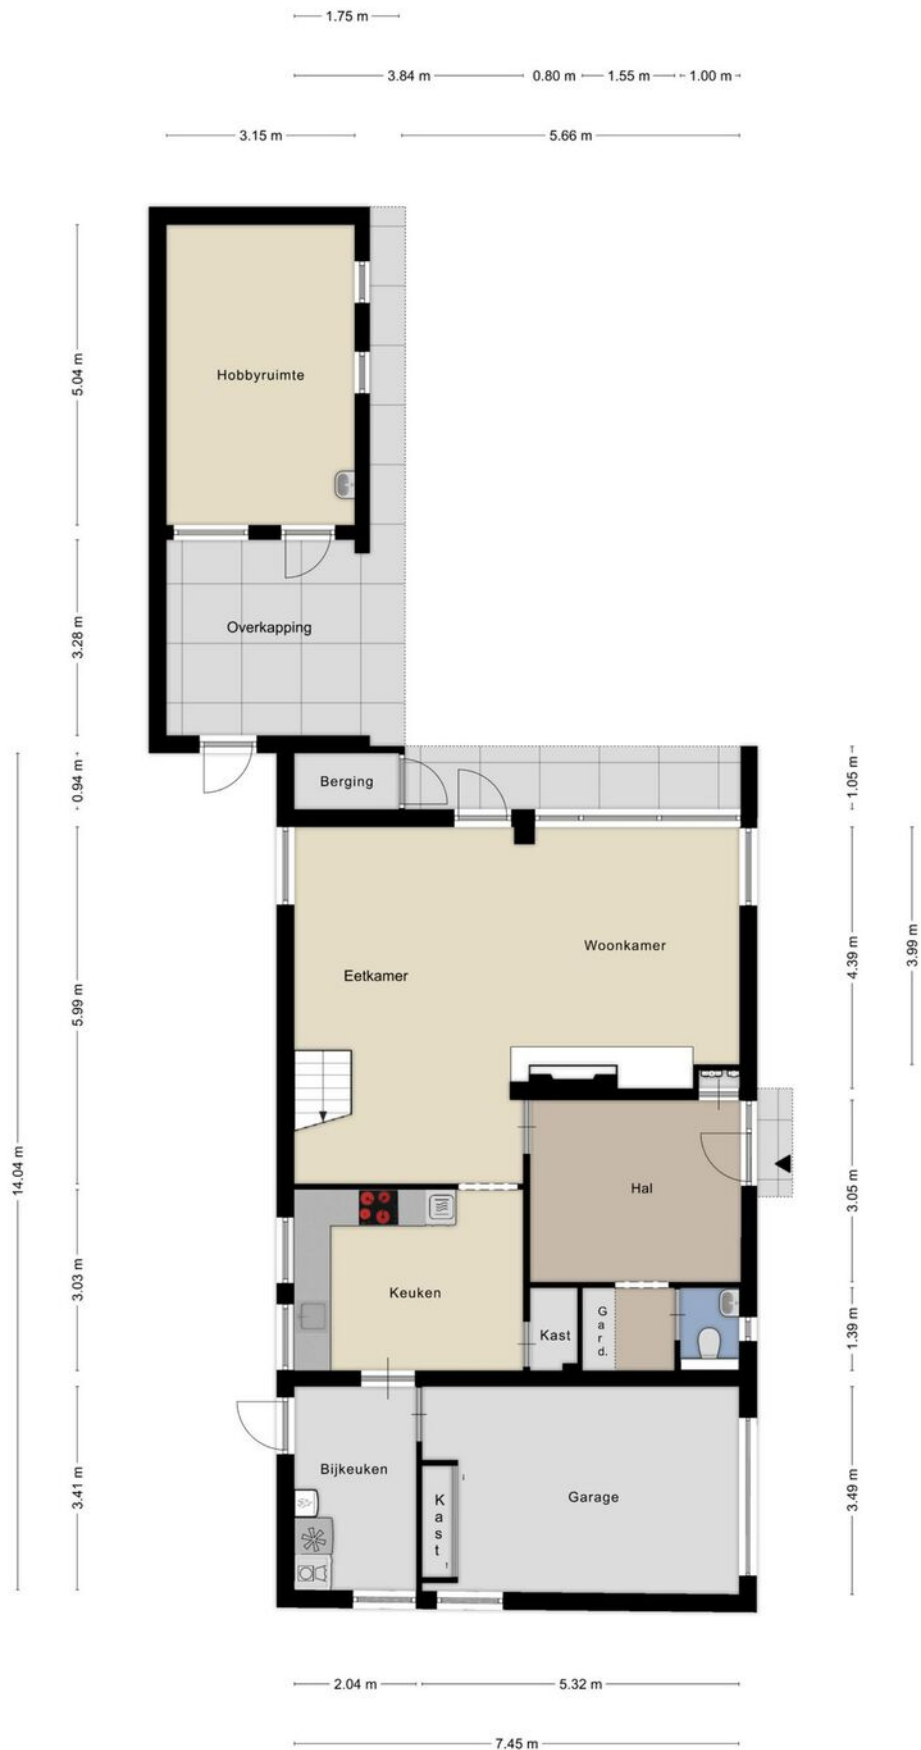 1.75 m
3.84 m
0.80 m
1.55 m
1.00 m
3.15 m
5.66 m
5.04 m
Hobbyruimte
3.28 m
Overkapping
0.94 m
Berging
1.05 m
3.99 m
4.39 m
Woonkamer
Eetkamer
5.99 m
14.04 m
Hal
3.05 m
3.03 m
Keuken
Kast
Gard.
1.39 m
3.41 m
Bijkeuken
Kast
Garage
3.49 m
2.04 m
5.32 m
7.45 m